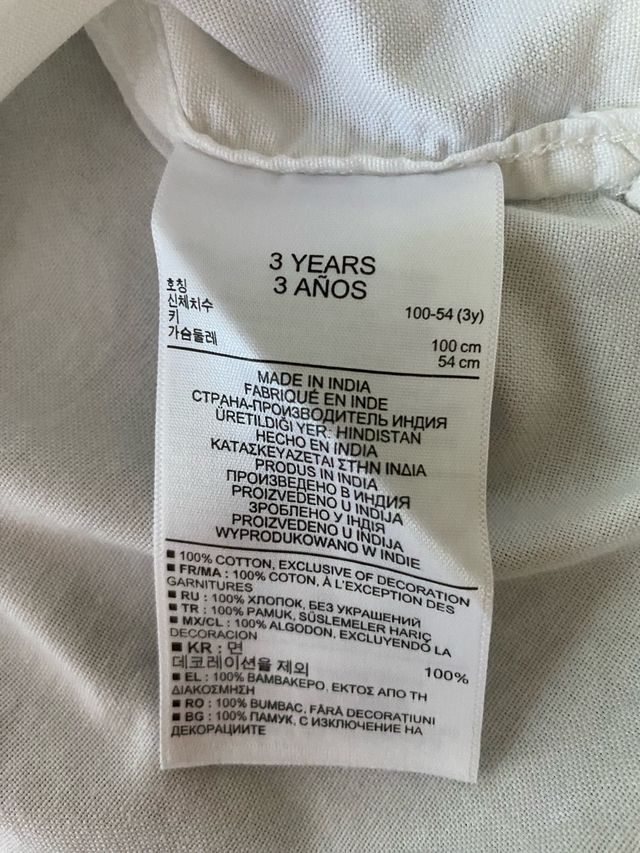 3 YEARS
3 AÑOS
호칭
신체치수 100-54 (3y)
키 100 cm
가슴둘레 54 cm
MADE IN INDIA
FABRIQUÉ EN INDE
СТРАНА-ПРОИЗВОДИТЕЛЬ ИНДИЯ
ÜRETILDIĞI YER: HINDISTAN
HECHO EN INDIA
ΚΑΤΑΣΚΕΥΑΖΕΤΑΙ ΣΤΗΝ ΙΝΔΙΑ
PRODUS IN INDIA
ПРОИЗВЕДЕНО В ИНДИЯ
PROIZVEDENO U INDIJA
ЗРОБЛЕНО У ІНДІЯ
PROIZVEDENO U INDIJA
WYPRODUKOWANO W INDIE
■ 100% COTTON, EXCLUSIVE OF DECORATION
■ FR/MA : 100% COTON, À L'EXCEPTION DES
GARNITURES
■ RU : 100% ХЛОПОК, БЕЗ УКРАШЕНИЙ
■ TR : 100% PAMUK, SÜSLEMELER HARIÇ
■ MX/CL : 100% ALGODON, EXCLUYENDO LA
DECORACION
■ KR : 면 100%
데코레이션을 제외
■ EL : 100% ΒΑΜΒΑΚΕΡΟ, ΕΚΤΟΣ ΑΠΟ ΤΗ
ΔΙΑΚΟΣΜΗΣΗ
■ RO : 100% BUMBAC, FĂRĂ DECORAȚIUNI
■ BG : 100% ПАМУК, С ИЗКЛЮЧЕНИЕ НА
ДЕКОРАЦИИТЕ